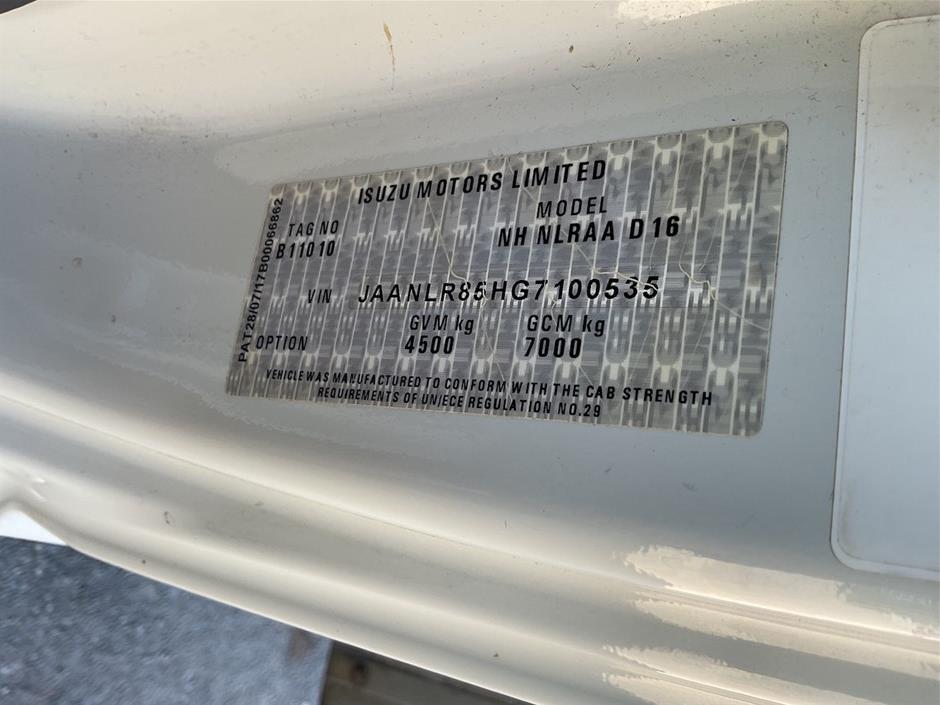 ISUZU MOTORS LIMITED
TAG NO
B11010
MODEL
NH NLRAA D16
VIN JAANLR85HG7100535
GVM kg
4500
GCM kg
7000
OPTION
VEHICLE WAS MANUFACTURED TO CONFORM WITH THE CAB STRENGTH
REQUIREMENTS OF UN/ECE REGULATION NO.29
PAT28/07/17B00066862